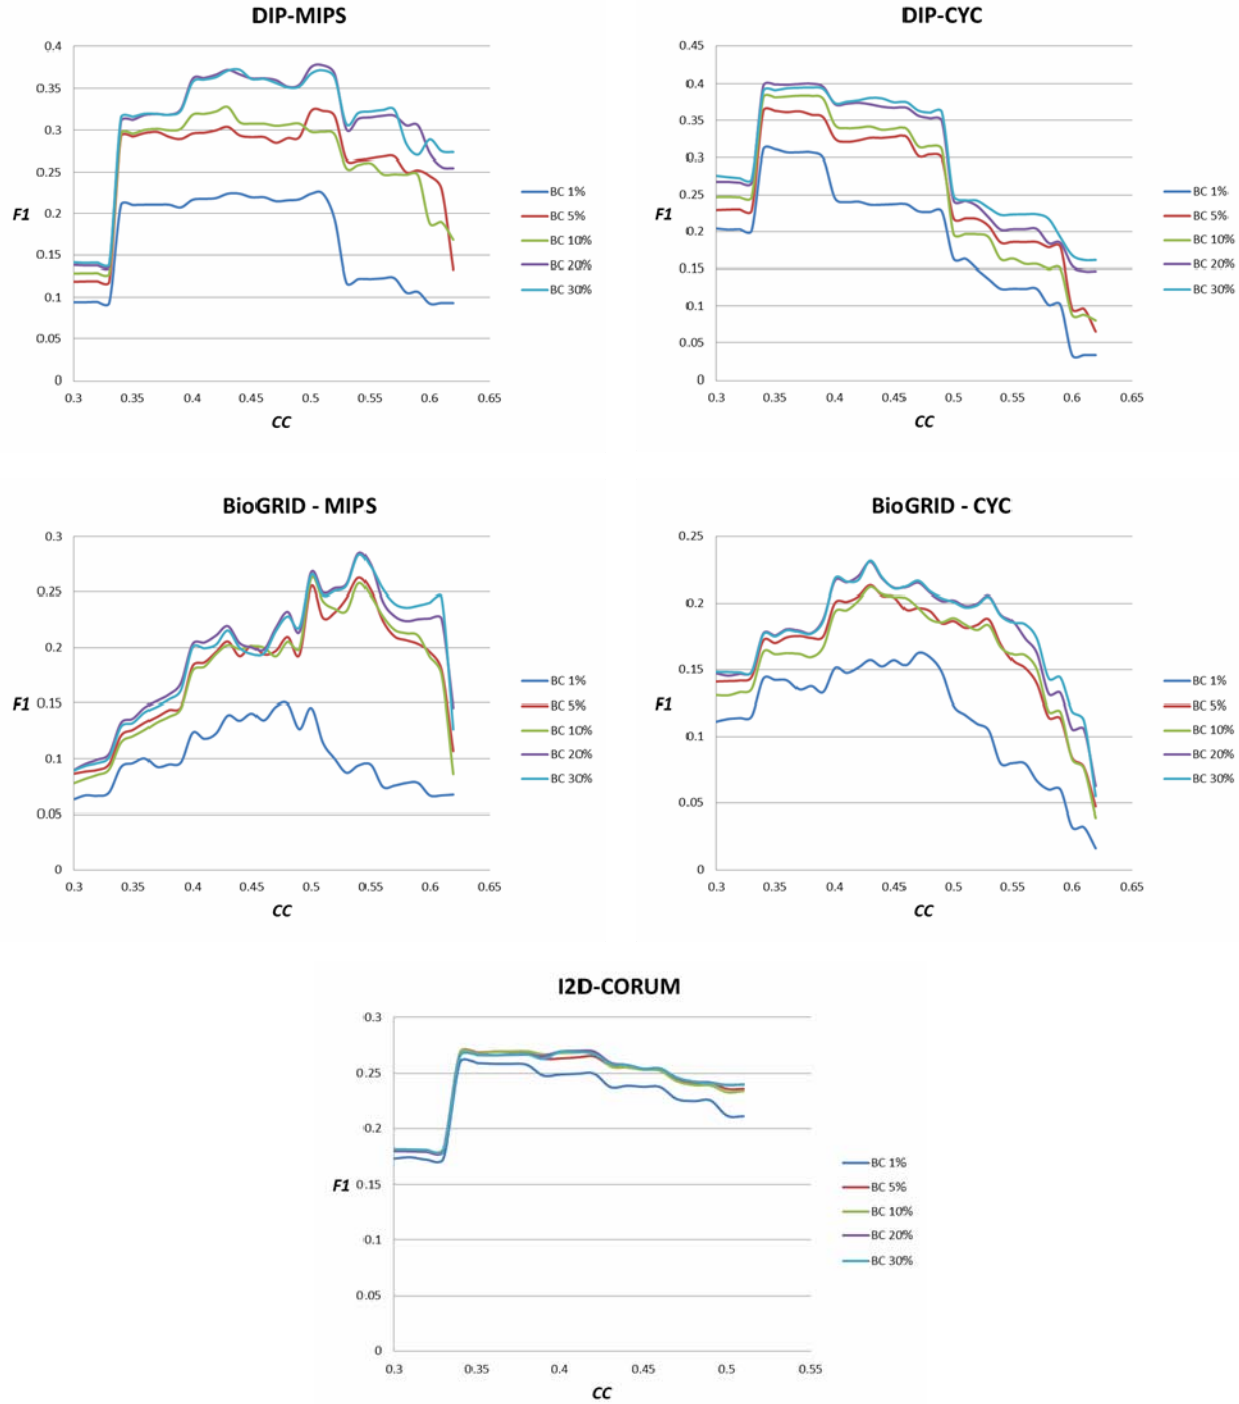 DIP-MIPS
0.4
0.35
0.3
0.25
0.2
0.15
0.1
0.05
0
F1
0.3 0.35 0.4 0.45 0.5 0.55 0.6 0.65
CC
BC 1%
BC 5%
BC 10%
BC 20%
BC 30%
DIP-CYC
0.45
0.4
0.35
0.3
0.25
0.2
0.15
0.1
0.05
0
F1
0.3 0.35 0.4 0.45 0.5 0.55 0.6 0.65
CC
BC 1%
BC 5%
BC 10%
BC 20%
BC 30%
BioGRID - MIPS
0.3
0.25
0.2
0.15
0.1
0.05
0
F1
0.3 0.35 0.4 0.45 0.5 0.55 0.6 0.65
CC
BC 1%
BC 5%
BC 10%
BC 20%
BC 30%
BioGRID - CYC
0.25
0.2
0.15
0.1
0.05
0
F1
0.3 0.35 0.4 0.45 0.5 0.55 0.6 0.65
CC
BC 1%
BC 5%
BC 10%
BC 20%
BC 30%
I2D-CORUM
0.3
0.25
0.2
0.15
0.1
0.05
0
F1
0.3 0.35 0.4 0.45 0.5 0.55
CC
BC 1%
BC 5%
BC 10%
BC 20%
BC 30%